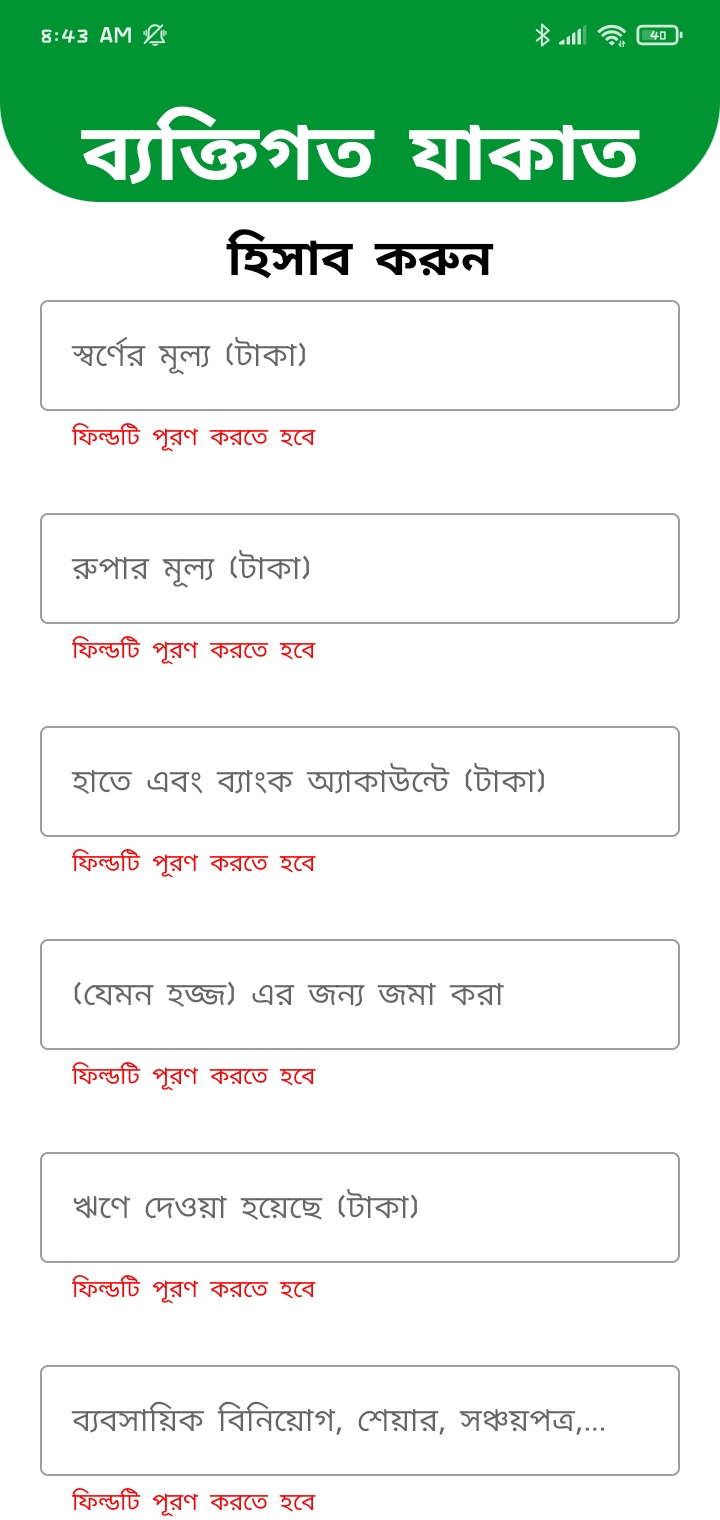 8:43 AM
40
ব্যক্তিগত যাকাত
হিসাব করুন
স্বর্ণের মূল্য (টাকা)
ফিল্ডটি পূরণ করতে হবে
রুপার মূল্য (টাকা)
ফিল্ডটি পূরণ করতে হবে
হাতে এবং ব্যাংক অ্যাকাউন্টে (টাকা)
ফিল্ডটি পূরণ করতে হবে
(যেমন হজ্জ) এর জন্য জমা করা
ফিল্ডটি পূরণ করতে হবে
ঋণে দেওয়া হয়েছে (টাকা)
ফিল্ডটি পূরণ করতে হবে
ব্যবসায়িক বিনিয়োগ, শেয়ার, সঞ্চয়পত্র,...
ফিল্ডটি পূরণ করতে হবে